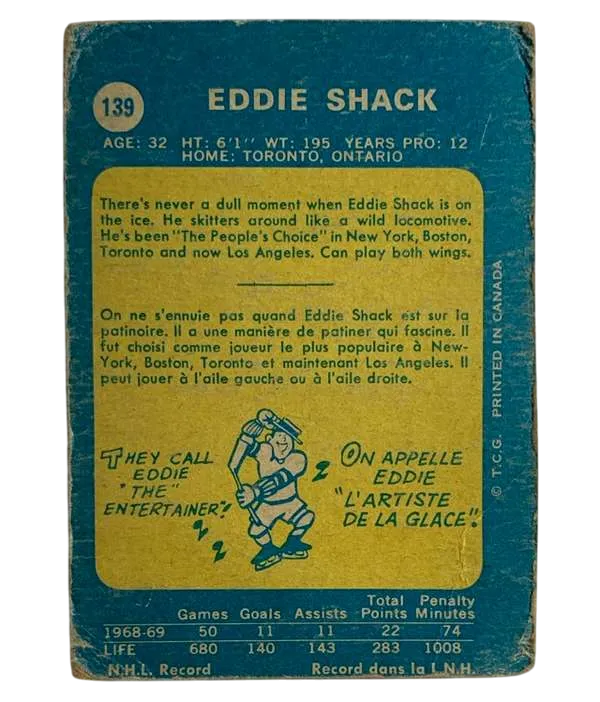 139
EDDIE SHACK
AGE: 32 HT: 6'1'' WT: 195 YEARS PRO: 12
HOME: TORONTO, ONTARIO
There's never a dull moment when Eddie Shack is on
the ice. He skitters around like a wild locomotive.
He's been "The People's Choice" in New York, Boston,
Toronto and now Los Angeles. Can play both wings.
On ne s'ennuie pas quand Eddie Shack est sur la
patinoire. Il a une manière de patiner qui fascine. Il
fut choisi comme joueur le plus populaire à New-
York, Boston, Toronto et maintenant Los Angeles. Il
peut jouer à l'aile gauche ou à l'aile droite.
THEY CALL
EDDIE
"THE
ENTERTAINER"!
ON APPELLE
EDDIE
"L'ARTISTE
DE LA GLACE"!
© T.C.G. PRINTED IN CANADA
Games Goals Assists Total Points Penalty Minutes
1968-69 50 11 11 22 74
LIFE 680 140 143 283 1008
N.H.L. Record Record dans la L.N.H.